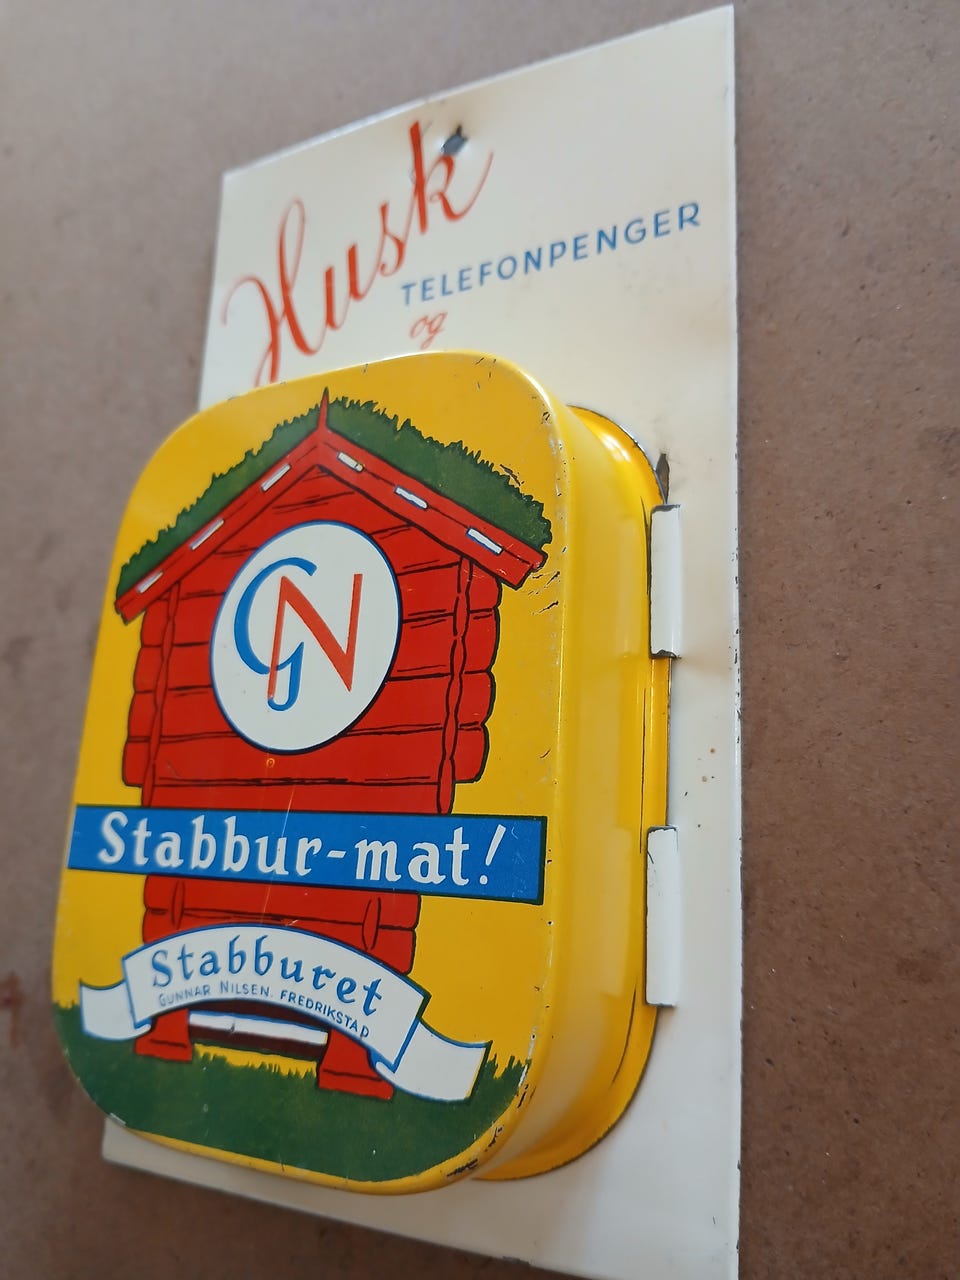 Husk
TELEFONPENGER
og
GN
Stabbur-mat!
Stabburet
GUNNAR NILSEN. FREDRIKSTAD